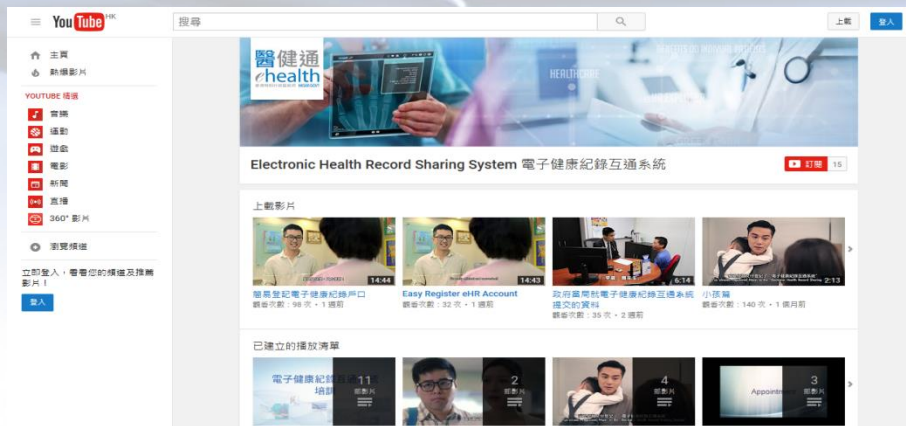 You Tube HK
搜尋
上載
登入
主頁
熱爆影片
YOUTUBE 精選
音樂
運動
遊戲
電影
新聞
直播
360° 影片
瀏覽頻道
立即登入，看看您的頻道及推薦
影片！
登入
醫健通
ehealth
HEALTHCARE
Electronic Health Record Sharing System 電子健康紀錄互通系統
訂閱 15
上載影片
14:44
14:43
6:14
2:13
簡易登記電子健康紀錄戶口
觀看次數：98 次 • 1 週前
Easy Register eHR Account
觀看次數：32 次 • 1 週前
政府部門就電子健康紀錄互通系統
提交的資料
觀看次數：35 次 • 2 週前
小孩篇
觀看次數：140 次 • 1 個月前
已建立的播放清單
電子健康紀錄
培訓
11
部影片
2
部影片
4
部影片
Appointment
3
部影片